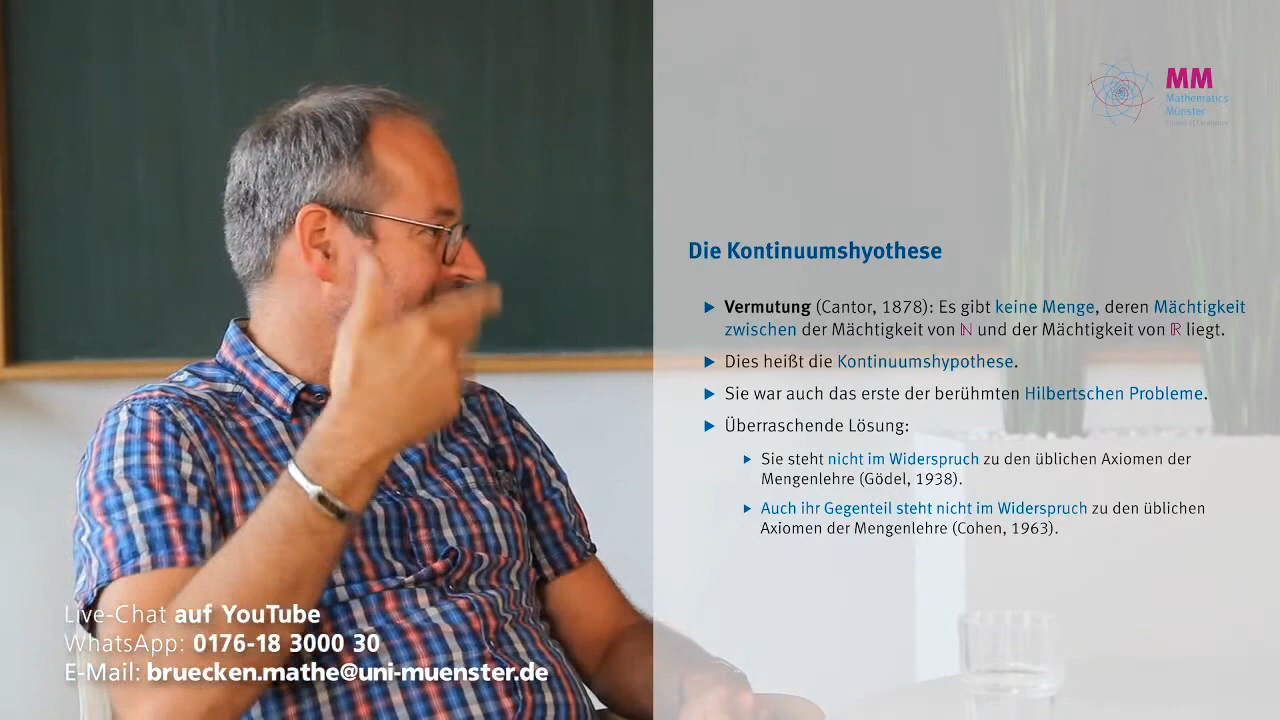 MM
Mathematics
Münster
Cluster of Excellence
Die Kontinuumshyothese
Vermutung (Cantor, 1878): Es gibt keine Menge, deren Mächtigkeit
zwischen der Mächtigkeit von ℕ und der Mächtigkeit von ℝ liegt.
Dies heißt die Kontinuumshypothese.
Sie war auch das erste der berühmten Hilbertschen Probleme.
Überraschende Lösung:
Sie steht nicht im Widerspruch zu den üblichen Axiomen der
Mengenlehre (Gödel, 1938).
Auch ihr Gegenteil steht nicht im Widerspruch zu den üblichen
Axiomen der Mengenlehre (Cohen, 1963).
Live-Chat auf YouTube
WhatsApp: 0176-18 3000 30
E-Mail: bruecken.mathe@uni-muenster.de